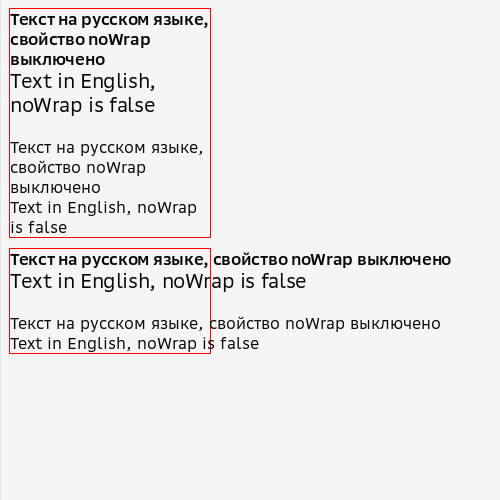 Текст на русском языке,
свойство noWrap
выключено
Text in English,
noWrap is false
Текст на русском языке,
свойство noWrap
выключено
Text in English, noWrap
is false
Текст на русском языке, свойство noWrap выключено
Text in English, noWrap is false
Текст на русском языке, свойство noWrap выключено
Text in English, noWrap is false